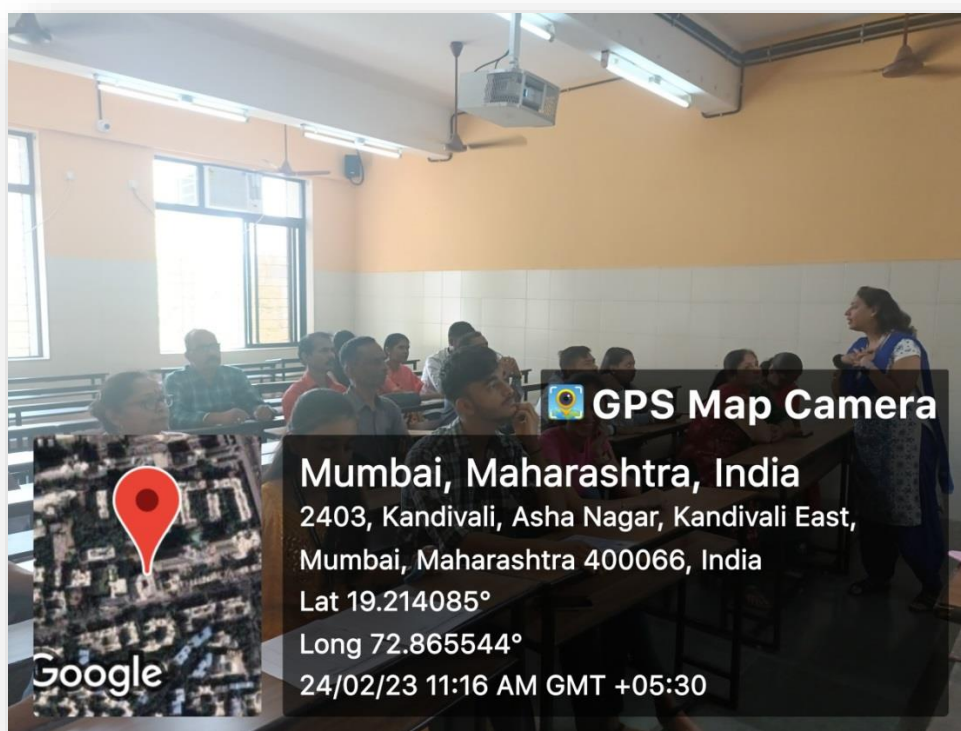 GPS Map Camera
Mumbai, Maharashtra, India
2403, Kandivali, Asha Nagar, Kandivali East,
Mumbai, Maharashtra 400066, India
Lat 19.214085°
Long 72.865544°
24/02/23 11:16 AM GMT +05:30
Google